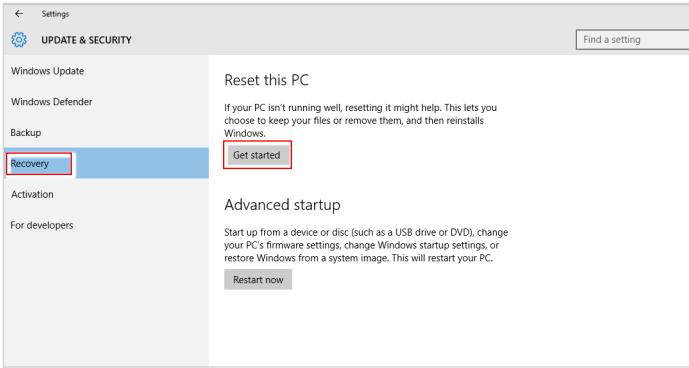 Settings
UPDATE & SECURITY
Find a setting
Windows Update
Windows Defender
Backup
Recovery
Activation
For developers
Reset this PC
If your PC isn't running well, resetting it might help. This lets you
choose to keep your files or remove them, and then reinstalls
Windows.
Get started
Advanced startup
Start up from a device or disc (such as a USB drive or DVD), change
your PC's firmware settings, change Windows startup settings, or
restore Windows from a system image. This will restart your PC.
Restart now